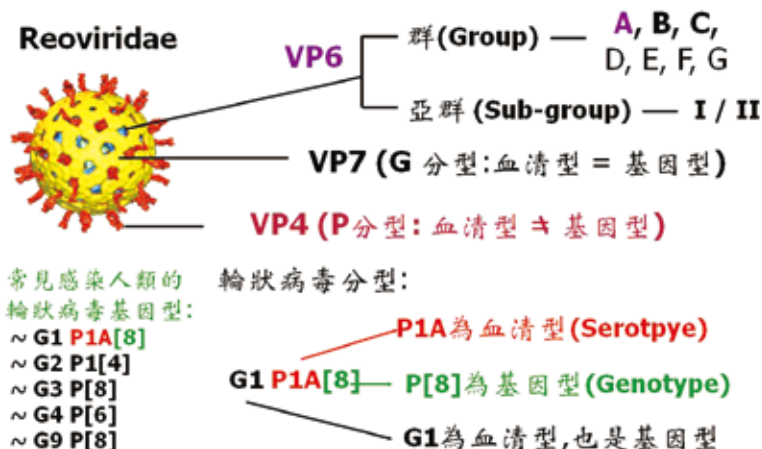 Reoviridae
VP6
群(Group) — A, B, C,
D, E, F, G
亞群 (Sub-group) — I / II
VP7 (G 分型:血清型 = 基因型)
VP4 (P分型: 血清型 ≠ 基因型)
常見感染人類的
輪狀病毒基因型:
~ G1 P1A[8]
~ G2 P1[4]
~ G3 P[8]
~ G4 P[6]
~ G9 P[8]
輪狀病毒分型:
P1A為血清型(Serotpye)
G1 P1A[8]
P[8]為基因型(Genotype)
G1為血清型,也是基因型